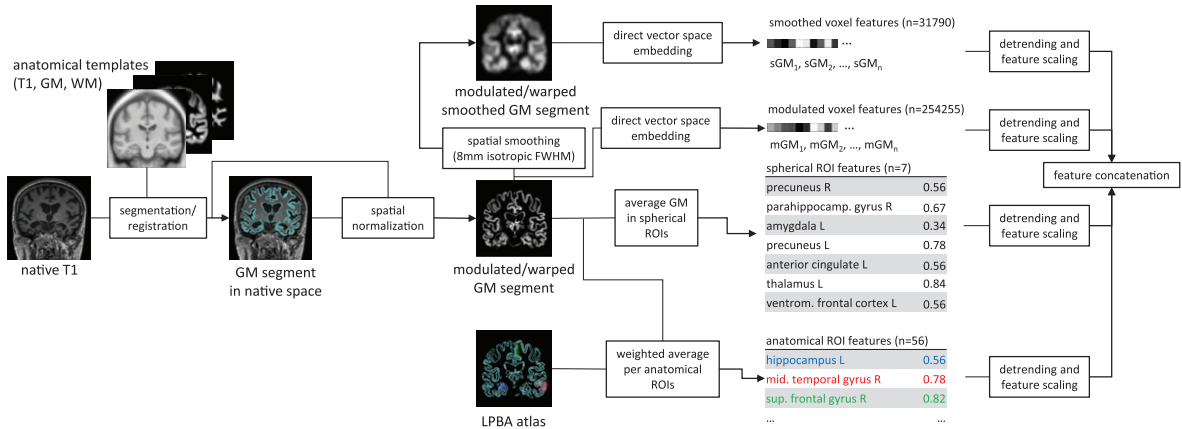 anatomical templates
(T1, GM, WM)
native T1
segmentation/
registration
GM segment
in native space
spatial
normalization
modulated/warped
smoothed GM segment
spatial smoothing
(8mm isotropic FWHM)
modulated/warped
GM segment
LPBA atlas
direct vector space
embedding
direct vector space
embedding
average GM
in spherical
ROIs
weighted average
per anatomical
ROIs
smoothed voxel features (n=31790)
...
sGM1, sGM2, ..., sGMn
modulated voxel features (n=254255)
...
mGM1, mGM2, ..., mGMn
spherical ROI features (n=7)
precuneus R 0.56
parahippocamp. gyrus R 0.67
amygdala L 0.34
precuneus L 0.78
anterior cingulate L 0.56
thalamus L 0.84
ventrom. frontal cortex L 0.56
anatomical ROI features (n=56)
hippocampus L 0.56
mid. temporal gyrus R 0.78
sup. frontal gyrus R 0.82
... ...
detrending and
feature scaling
detrending and
feature scaling
detrending and
feature scaling
detrending and
feature scaling
feature concatenation